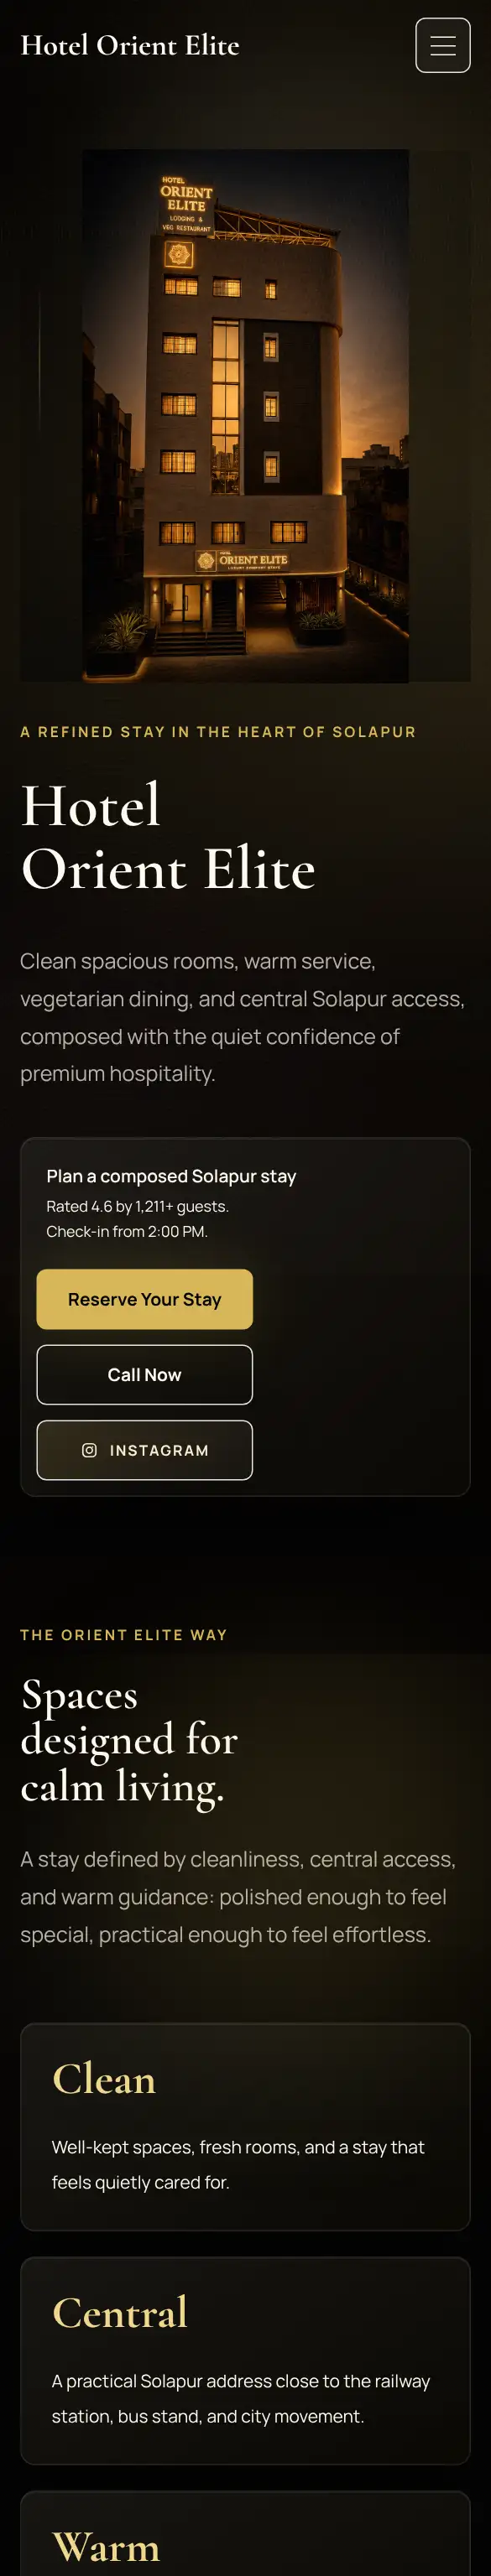 Hotel Orient Elite
HOTEL
ORIENT
ELITE
LODGING &
VEG RESTAURANT
HOTEL
ORIENT ELITE
A REFINED STAY IN THE HEART OF SOLAPUR
Hotel
Orient Elite
Clean spacious rooms, warm service,
vegetarian dining, and central Solapur access,
composed with the quiet confidence of
premium hospitality.
Plan a composed Solapur stay
Rated 4.6 by 1,211+ guests.
Check-in from 2:00 PM.
Reserve Your Stay
Call Now
INSTAGRAM
THE ORIENT ELITE WAY
Spaces
designed for
calm living.
A stay defined by cleanliness, central access,
and warm guidance: polished enough to feel
special, practical enough to feel effortless.
Clean
Well-kept spaces, fresh rooms, and a stay that
feels quietly cared for.
Central
A practical Solapur address close to the railway
station, bus stand, and city movement.
Warm